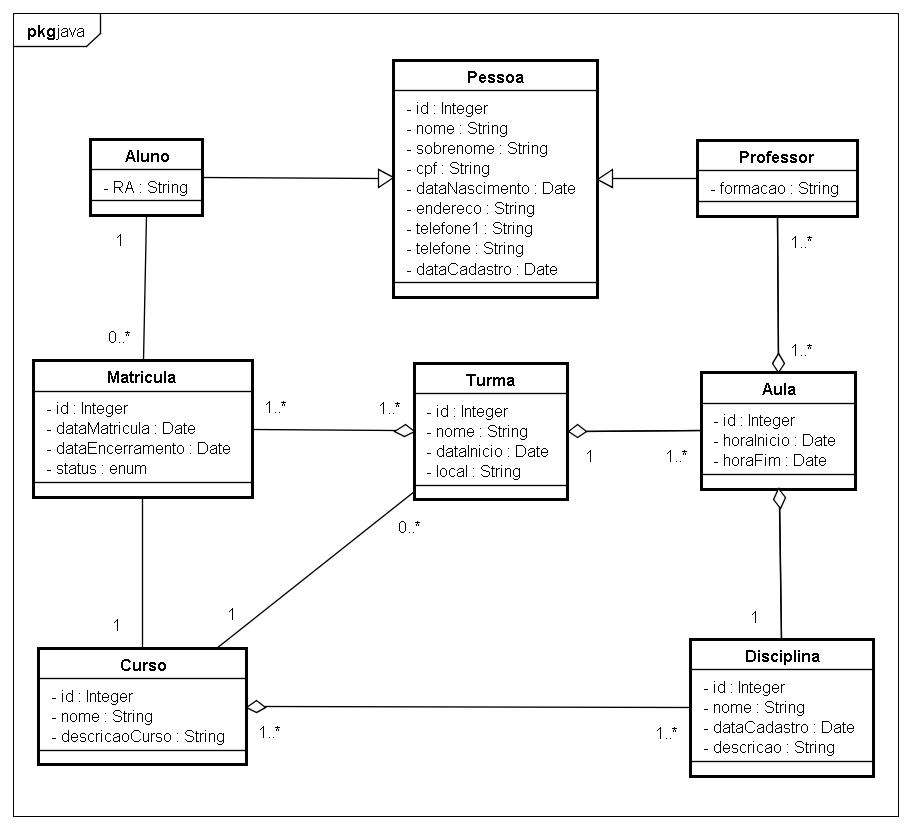 pkgjava
Pessoa
- id : Integer
- nome : String
- sobrenome : String
- cpf : String
- dataNascimento : Date
- endereco : String
- telefone1 : String
- telefone : String
- dataCadastro : Date
Aluno
- RA : String
Professor
- formacao : String
1
0..*
1..*
1..*
Matricula
- id : Integer
- dataMatricula : Date
- dataEncerramento : Date
- status : enum
1..*
1..*
Turma
- id : Integer
- nome : String
- dataInicio : Date
- local : String
1
1..*
Aula
- id : Integer
- horaInicio : Date
- horaFim : Date
0..*
1
1
1
Curso
- id : Integer
- nome : String
- descricaoCurso : String
1..*
1..*
Disciplina
- id : Integer
- nome : String
- dataCadastro : Date
- descricao : String